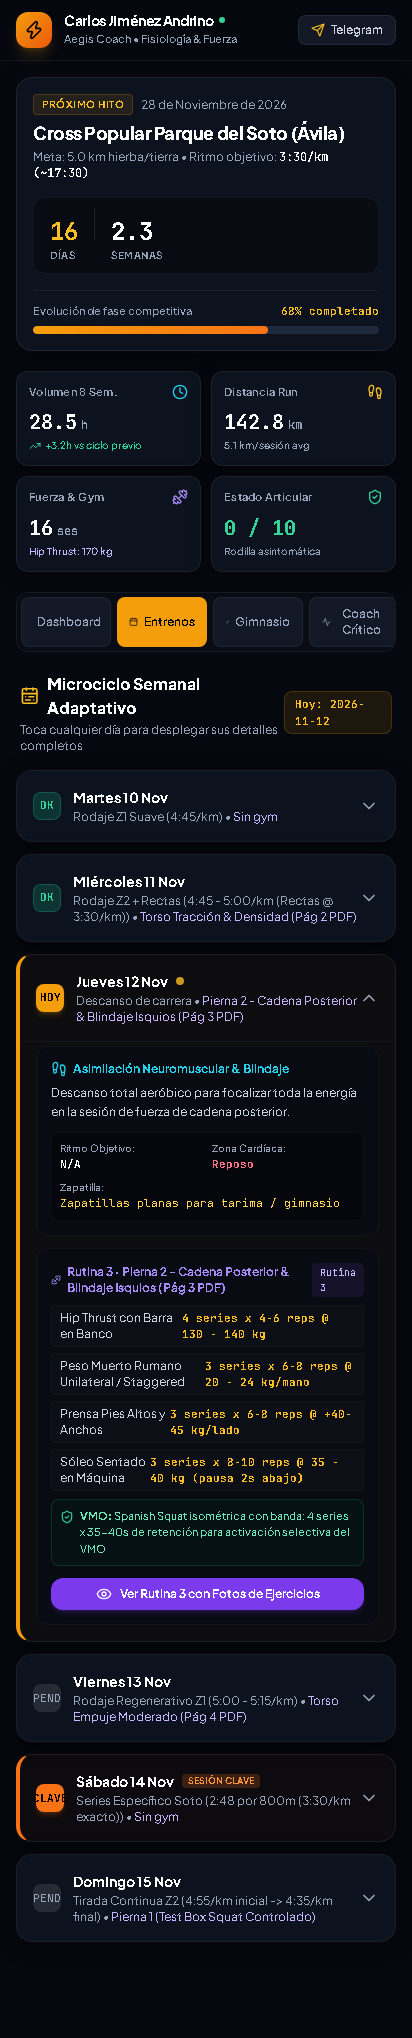 Carlos Jiménez Andrino
Aegis Coach • Fisiología & Fuerza
Telegram
PRÓXIMO HITO
28 de Noviembre de 2026
Cross Popular Parque del Soto (Ávila)
Meta: 5.0 km hierba/tierra • Ritmo objetivo: 3:30/km
(~17:30)
16
DÍAS
2.3
SEMANAS
Evolución de fase competitiva
68% completado
Volumen 8 Sem.
28.5 h
+3.2h vs ciclo previo
Distancia Run
142.8 km
5.1 km/sesión avg
Fuerza & Gym
16 ses
Hip Thrust: 170 kg
Estado Articular
0 / 10
Rodilla asintomática
Dashboard
Entrenos
Gimnasio
Coach
Crítico
Microciclo Semanal
Adaptativo
Toca cualquier día para desplegar sus detalles
completos
Hoy: 2026-
11-12
OK
Martes 10 Nov
Rodaje Z1 Suave (4:45/km) • Sin gym
OK
Miércoles 11 Nov
Rodaje Z2 + Rectas (4:45 - 5:00/km (Rectas @
3:30/km)) • Torso Tracción & Densidad (Pág 2 PDF)
HOY
Jueves 12 Nov
Descanso de carrera • Pierna 2 - Cadena Posterior
& Blindaje Isquios (Pág 3 PDF)
Asimilación Neuromuscular & Blindaje
Descanso total aeróbico para focalizar toda la energía
en la sesión de fuerza de cadena posterior.
Ritmo Objetivo:
N/A
Zona Cardíaca:
Reposo
Zapatilla:
Zapatillas planas para tarima / gimnasio
Rutina 3 · Pierna 2 - Cadena Posterior &
Blindaje Isquios (Pág 3 PDF)
Rutina
3
Hip Thrust con Barra
en Banco
4 series x 4-6 reps @
130 - 140 kg
Peso Muerto Rumano
Unilateral / Staggered
3 series x 6-8 reps @
20 - 24 kg/mano
Prensa Pies Altos y
Anchos
3 series x 6-8 reps @ +40-
45 kg/lado
Sóleo Sentado
en Máquina
3 series x 8-10 reps @ 35 -
40 kg (pausa 2s abajo)
VMO: Spanish Squat isométrica con banda: 4 series
x 35–40s de retención para activación selectiva del
VMO
Ver Rutina 3 con Fotos de Ejercicios
PEND
Viernes 13 Nov
Rodaje Regenerativo Z1 (5:00 - 5:15/km) • Torso
Empuje Moderado (Pág 4 PDF)
CLAVE
Sábado 14 Nov
SESIÓN CLAVE
Series Específico Soto (2:48 por 800m (3:30/km
exacto)) • Sin gym
PEND
Domingo 15 Nov
Tirada Continua Z2 (4:55/km inicial -> 4:35/km
final) • Pierna 1 (Test Box Squat Controlado)